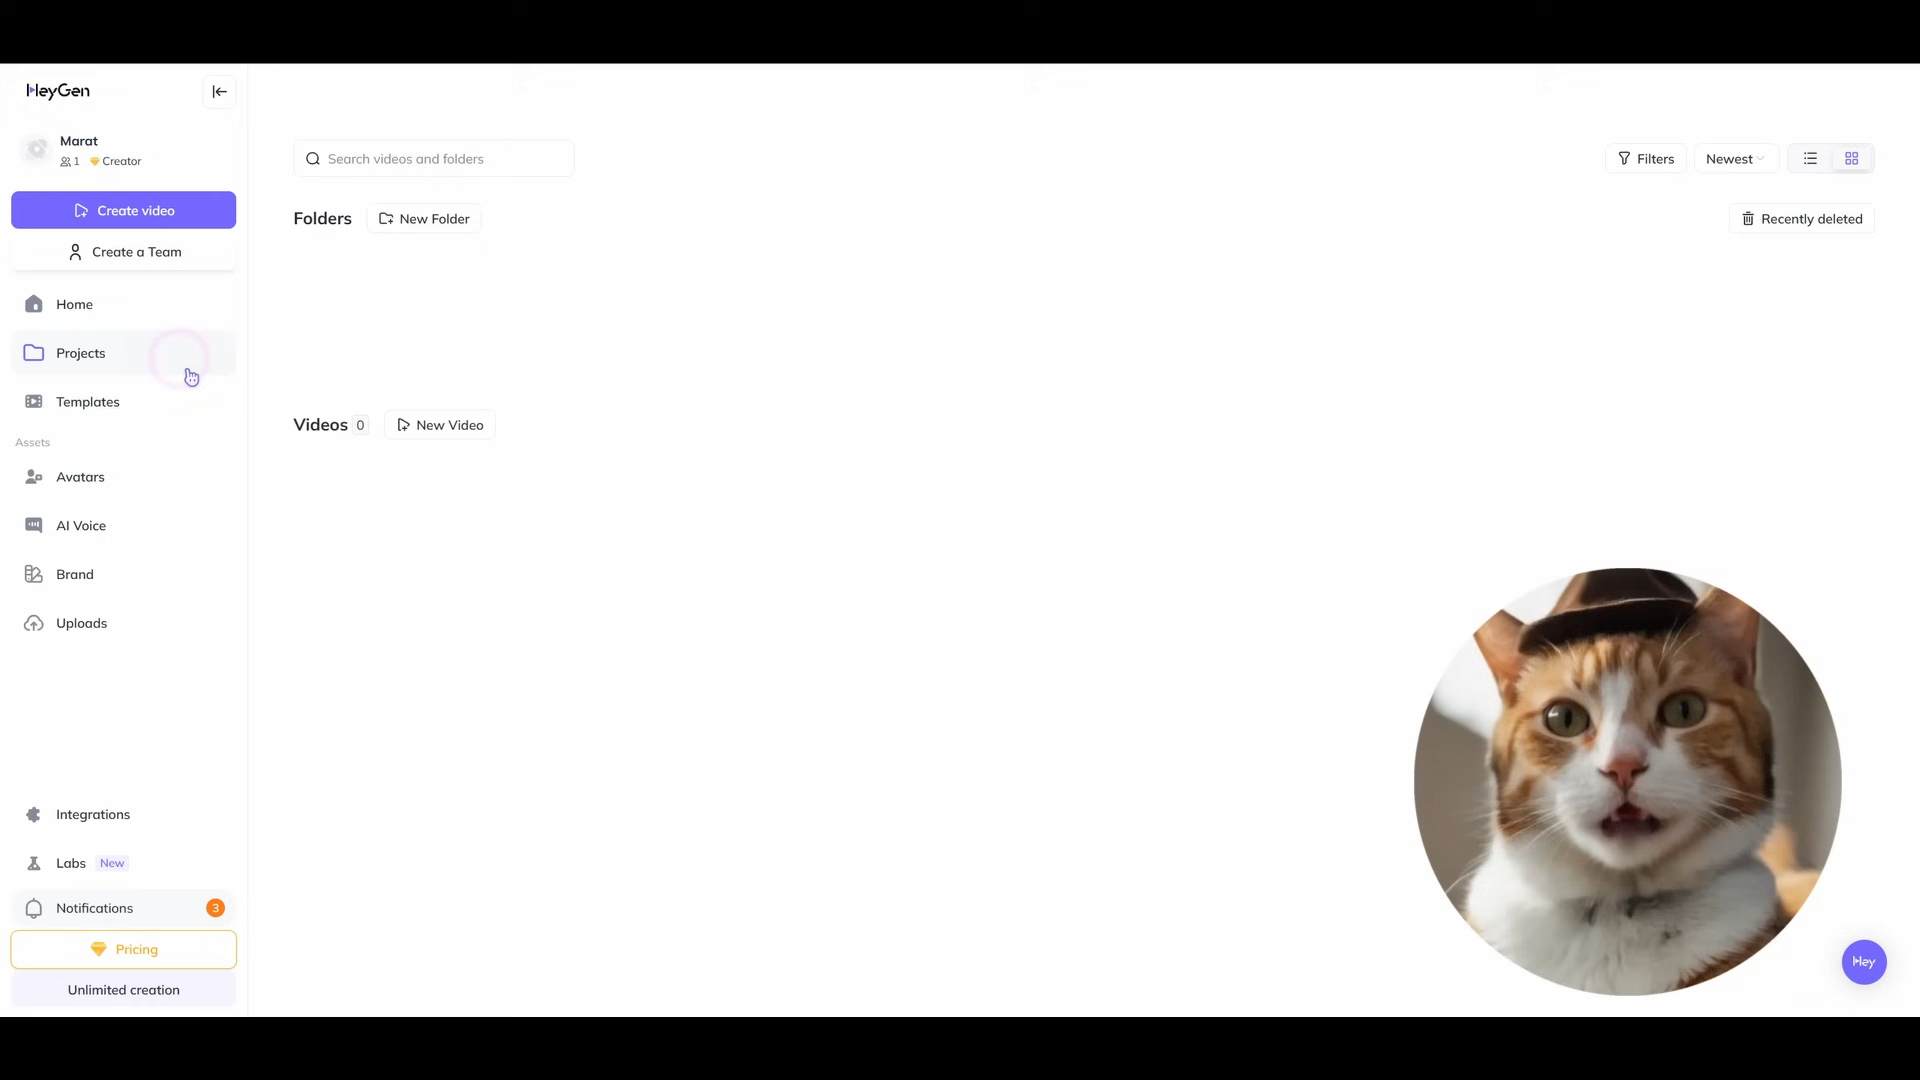 HeyGen
Marat
1 Creator
Create video
Create a Team
Home
Projects
Templates
Assets
Avatars
AI Voice
Brand
Uploads
Integrations
Labs New
Notifications 3
Pricing
Unlimited creation
Search videos and folders
Filters
Newest
Folders
New Folder
Recently deleted
Videos 0
New Video
Hey